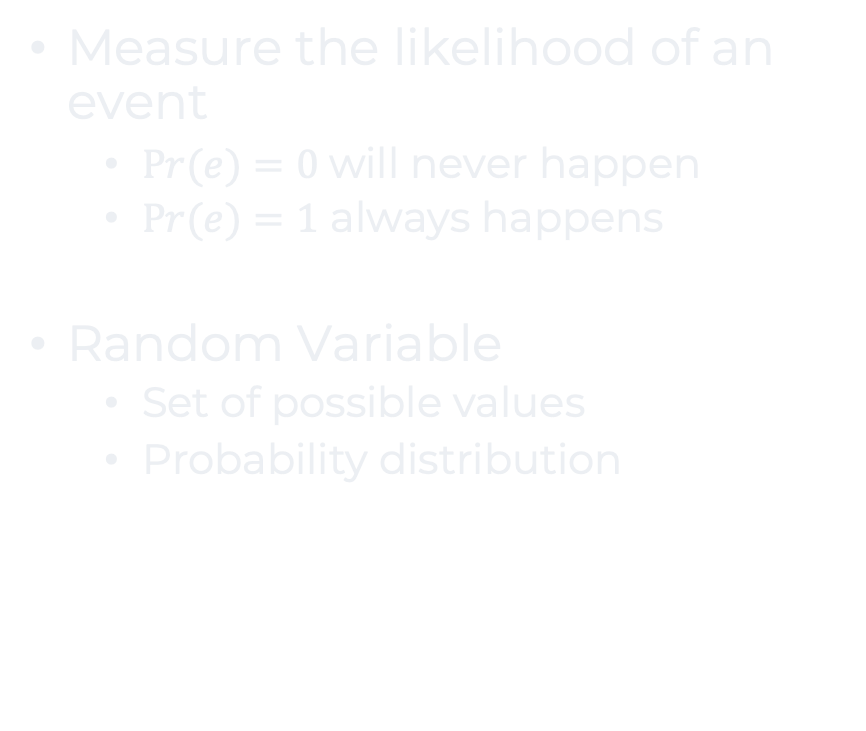 • Measure the likelihood of an
event
• Pr(e) = 0 will never happen
• Pr(e) = 1 always happens
• Random Variable
• Set of possible values
• Probability distribution